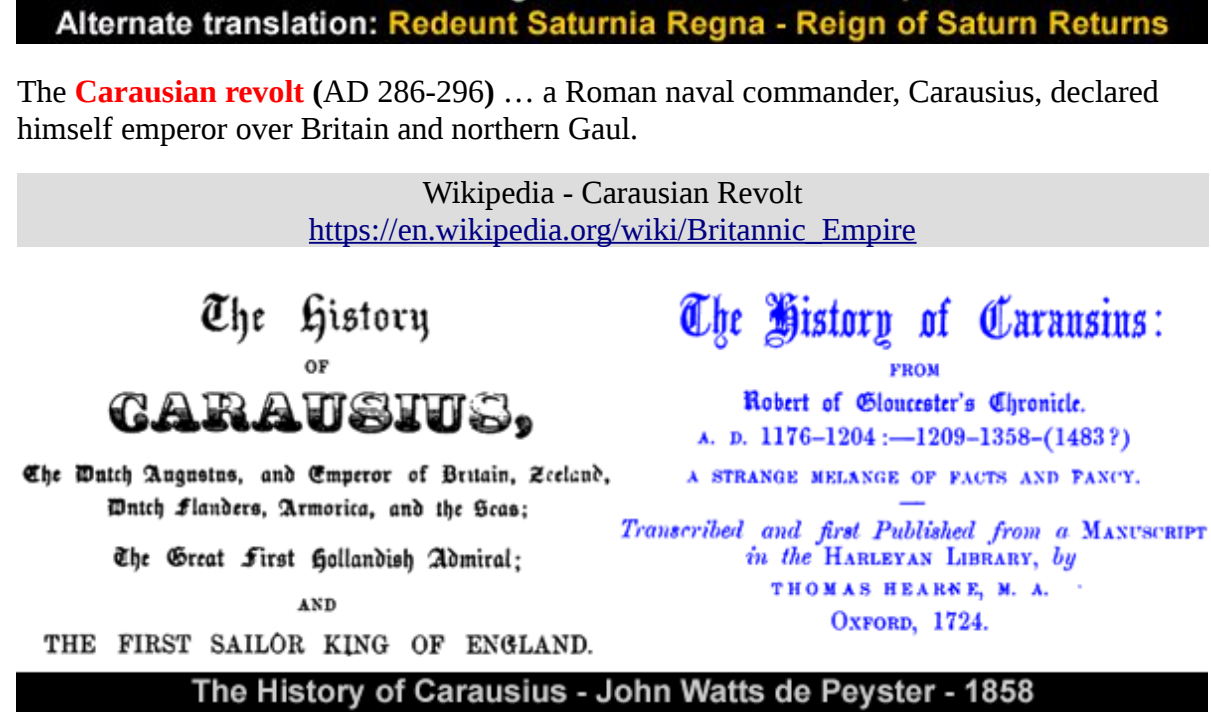 Alternate translation: Redeunt Saturnia Regna - Reign of Saturn Returns
The Carausian revolt (AD 286-296) … a Roman naval commander, Carausius, declared
himself emperor over Britain and northern Gaul.
Wikipedia - Carausian Revolt
https://en.wikipedia.org/wiki/Britannic_Empire
The History
OF
CARAUSIUS,
The Dutch Augustus, and Emperor of Britain, Zeeland,
Dutch Flanders, Armorica, and the Seas;
The Great First Hollandish Admiral;
AND
THE FIRST SAILOR KING OF ENGLAND.
The History of Carausius:
FROM
Robert of Gloucester's Chronicle.
A. D. 1176–1204:—1209–1358–(1483?)
A STRANGE MELANGE OF FACTS AND FANCY.
Transcribed and first Published from a MANUSCRIPT
in the HARLEYAN LIBRARY, by
THOMAS HEARNE, M. A.
OXFORD, 1724.
The History of Carausius - John Watts de Peyster - 1858